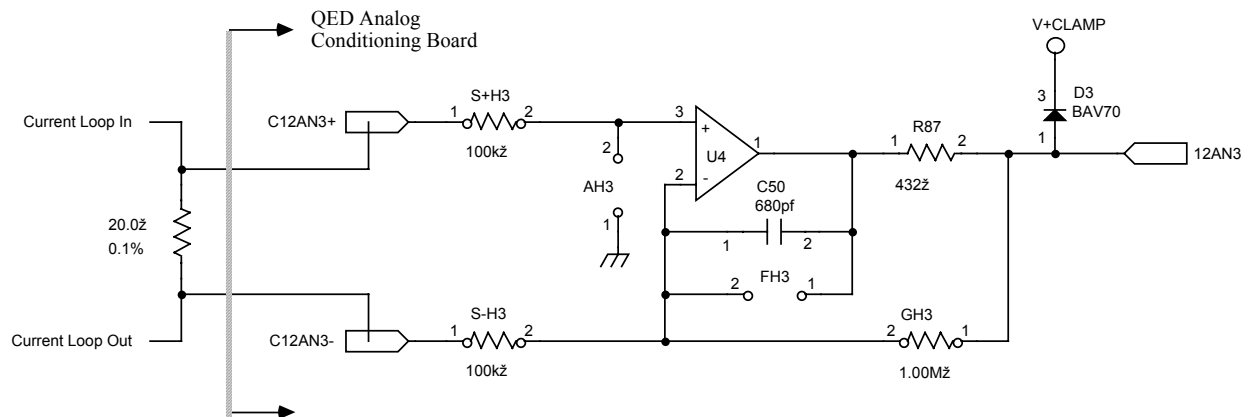 QED Analog
Conditioning Board
V+CLAMP
Current Loop In
C12AN3+
S+H3
1 2
100kž
3
+
1
U4
2
-
R87
1 2
432ž
3
D3
BAV70
1
12AN3
2
AH3
1
C50
680pf
1 2
20.0ž
0.1%
2 FH3 1
Current Loop Out
C12AN3-
S-H3
1 2
100kž
GH3
2 1
1.00Mž